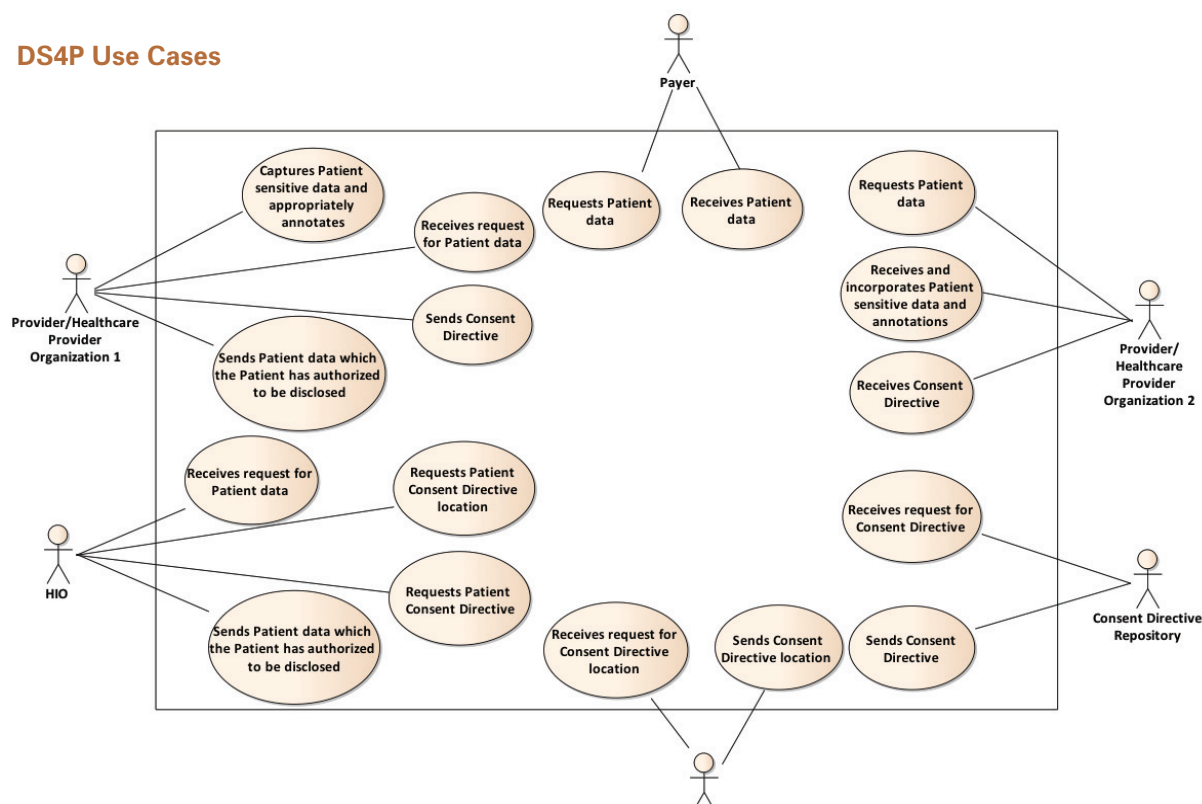 DS4P Use Cases
Payer
Captures Patient
sensitive data and
appropriately
annotates
Receives request
for Patient data
Requests Patient
data
Receives Patient
data
Requests Patient
data
Provider/Healthcare
Provider
Organization 1
Sends Consent
Directive
Receives and
incorporates Patient
sensitive data and
annotations
Provider/
Healthcare
Provider
Organization 2
Sends Patient data which
the Patient has authorized
to be disclosed
Receives Consent
Directive
Receives request for
Patient data
Requests Patient
Consent Directive
location
Receives request for
Consent Directive
HIO
Requests Patient
Consent Directive
Consent Directive
Repository
Sends Patient data which
the Patient has authorized
to be disclosed
Receives request for
Consent Directive
location
Sends Consent
Directive location
Sends Consent
Directive